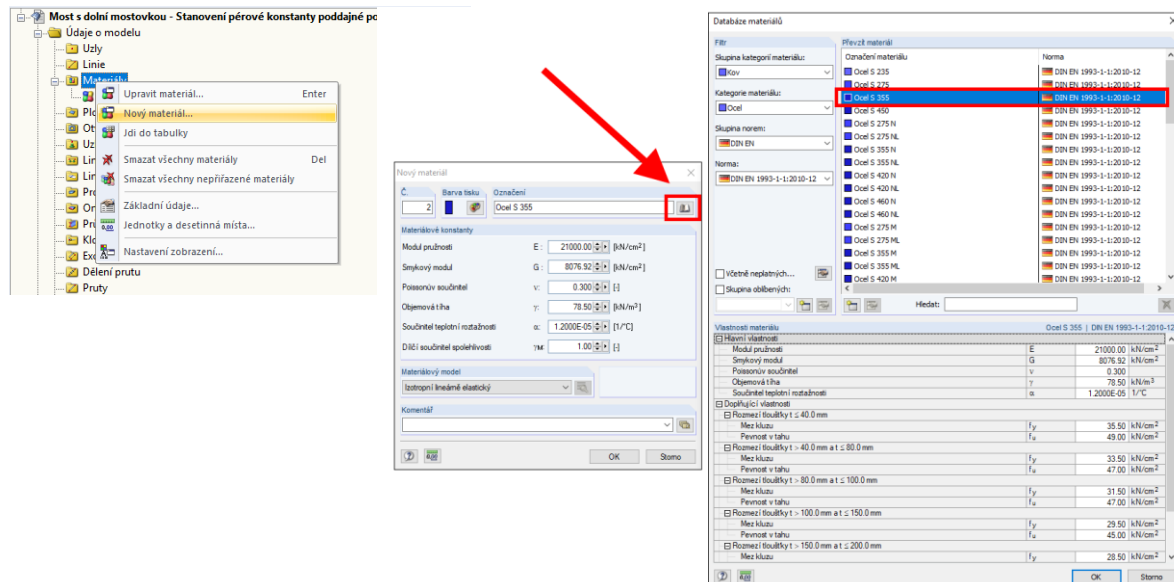 Most s dolní mostovkou - Stanovení pérové konstanty poddajné po
Údaje o modelu
Uzly
Linie
Materiály
Plo
Ot
Uz
Lin
Lin
Pro
Or
Pru
Klo
Exc
Dělení prutu
Pruty
Upravit materiál... Enter
Nový materiál...
Jdi do tabulky
Smazat všechny materiály Del
Smazat všechny nepřiřazené materiály
Základní údaje...
Jednotky a desetinná místa...
Nastavení zobrazení...
Nový materiál
Č. Barva tisku Označení
2 Ocel S 355
Materiálové konstanty
Modul pružnosti E : 21000.00 [kN/cm²]
Smykový modul G : 8076.92 [kN/cm²]
Poissonův součinitel ν: 0.300 [-]
Objemová tíha γ: 78.50 [kN/m³]
Součinitel teplotní roztažnosti α: 1.2000E-05 [1/°C]
Dílčí součinitel spolehlivosti γM: 1.00 [-]
Materiálový model
Izotropní lineárně elastický
Komentář
0,00
OK Storno
Databáze materiálů
Filtr
Skupina kategorií materiálu:
Kov
Kategorie materiálu:
Ocel
Skupina norem:
DIN EN
Norma:
DIN EN 1993-1-1:2010-12
Včetně neplatných...
Skupina oblíbených:
Převzít materiál
Označení materiálu Norma
Ocel S 235 DIN EN 1993-1-1:2010-12
Ocel S 275 DIN EN 1993-1-1:2010-12
Ocel S 355 DIN EN 1993-1-1:2010-12
Ocel S 450 DIN EN 1993-1-1:2010-12
Ocel S 275 N DIN EN 1993-1-1:2010-12
Ocel S 275 NL DIN EN 1993-1-1:2010-12
Ocel S 355 N DIN EN 1993-1-1:2010-12
Ocel S 355 NL DIN EN 1993-1-1:2010-12
Ocel S 420 N DIN EN 1993-1-1:2010-12
Ocel S 420 NL DIN EN 1993-1-1:2010-12
Ocel S 460 N DIN EN 1993-1-1:2010-12
Ocel S 460 NL DIN EN 1993-1-1:2010-12
Ocel S 275 M DIN EN 1993-1-1:2010-12
Ocel S 275 ML DIN EN 1993-1-1:2010-12
Ocel S 355 M DIN EN 1993-1-1:2010-12
Ocel S 355 ML DIN EN 1993-1-1:2010-12
Ocel S 420 M DIN EN 1993-1-1:2010-12
Hledat:
Vlastnosti materiálu Ocel S 355 | DIN EN 1993-1-1:2010-12
Hlavní vlastnosti
Modul pružnosti E 21000.00 kN/cm²
Smykový modul G 8076.92 kN/cm²
Poissonův součinitel ν 0.300
Objemová tíha γ 78.50 kN/m³
Součinitel teplotní roztažnosti α 1.2000E-05 1/°C
Doplňující vlastnosti
Rozmezí tloušťky t ≤ 40.0 mm
Mez kluzu fy 35.50 kN/cm²
Pevnost v tahu fu 49.00 kN/cm²
Rozmezí tloušťky t > 40.0 mm a t ≤ 80.0 mm
Mez kluzu fy 33.50 kN/cm²
Pevnost v tahu fu 47.00 kN/cm²
Rozmezí tloušťky t > 80.0 mm a t ≤ 100.0 mm
Mez kluzu fy 31.50 kN/cm²
Pevnost v tahu fu 47.00 kN/cm²
Rozmezí tloušťky t > 100.0 mm a t ≤ 150.0 mm
Mez kluzu fy 29.50 kN/cm²
Pevnost v tahu fu 45.00 kN/cm²
Rozmezí tloušťky t > 150.0 mm a t ≤ 200.0 mm
Mez kluzu fy 28.50 kN/cm²
0,00
OK Storno